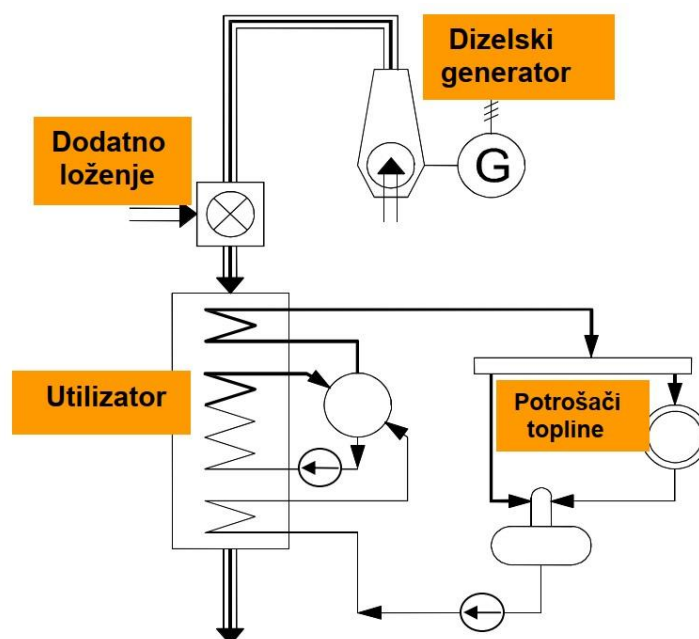 Dizelski
generator
Dodatno
loženje
G
Utilizator
Potrošači
topline